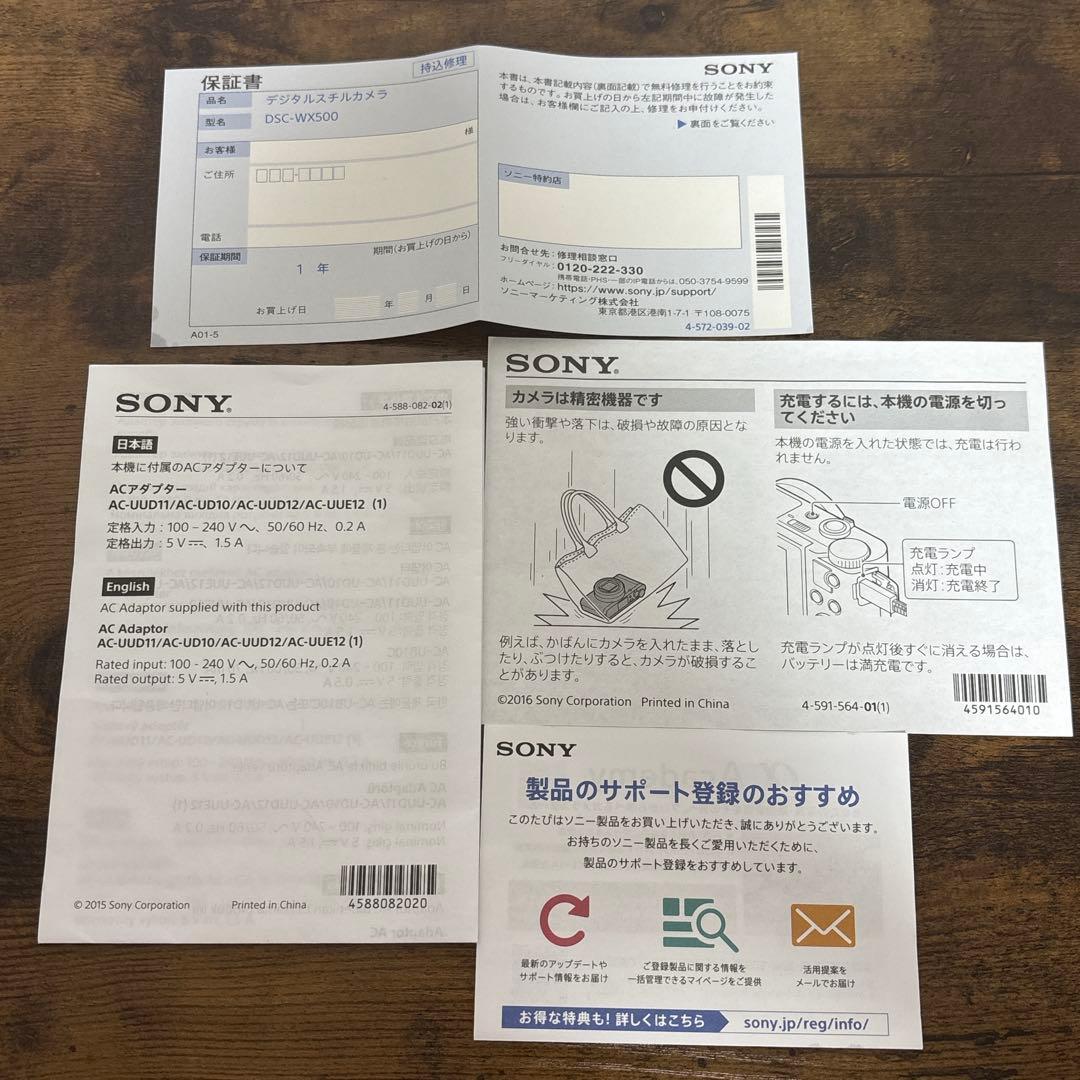 保証書
持込修理
品名 デジタルスチルカメラ
型名 DSC-WX500
お客様
様
ご住所
電話
保証期間
期間(お買上げの日から)
1 年
お買上げ日 年 月 日
A01-5
SONY
本書は、本書記載内容(裏面記載)で無料修理を行うことをお約束
するものです。お買上げの日から左記期間中に故障が発生した
場合は、お客様欄にご記入の上、修理をお申付けください。
▶ 裏面をご覧ください
ソニー特約店
お問合せ先:修理相談窓口
フリーダイヤル:0120-222-330
携帯電話・PHS・一部のIP電話からは、050-3754-9599
ホームページ:https://www.sony.jp/support/
ソニーマーケティング株式会社
東京都港区港南1-7-1 〒108-0075
4-572-039-02
SONY®
4-588-082-02(1)
日本語
本機に付属のACアダプターについて
ACアダプター
AC-UUD11/AC-UD10/AC-UUD12/AC-UUE12 (1)
定格入力:100 – 240 V ～、50/60 Hz、0.2 A
定格出力:5 V⎓、1.5 A
English
AC Adaptor supplied with this product
AC Adaptor
AC-UUD11/AC-UD10/AC-UUD12/AC-UUE12 (1)
Rated input: 100 - 240 V ～, 50/60 Hz, 0.2 A
Rated output: 5 V⎓, 1.5 A
4588082020
© 2015 Sony Corporation Printed in China
SONY®
カメラは精密機器です
強い衝撃や落下は、破損や故障の原因とな
ります。
例えば、かばんにカメラを入れたまま、落とし
たり、ぶつけたりすると、カメラが破損するこ
とがあります。
©2016 Sony Corporation Printed in China
充電するには、本機の電源を切っ
てください
本機の電源を入れた状態では、充電は行わ
れません。
電源OFF
充電ランプ
点灯:充電中
消灯:充電終了
充電ランプが点灯後すぐに消える場合は、
バッテリーは満充電です。
4-591-564-01(1)
4591564010
SONY
製品のサポート登録のおすすめ
このたびはソニー製品をお買い上げいただき、誠にありがとうございます。
お持ちのソニー製品を長くご愛用いただくために、
製品のサポート登録をおすすめしています。
最新のアップデートや
サポート情報をお届け
ご登録製品に関する情報を
一括管理できるマイページをご提供
活用提案を
メールでお届け
お得な特典も! 詳しくはこちら
sony.jp/reg/info/